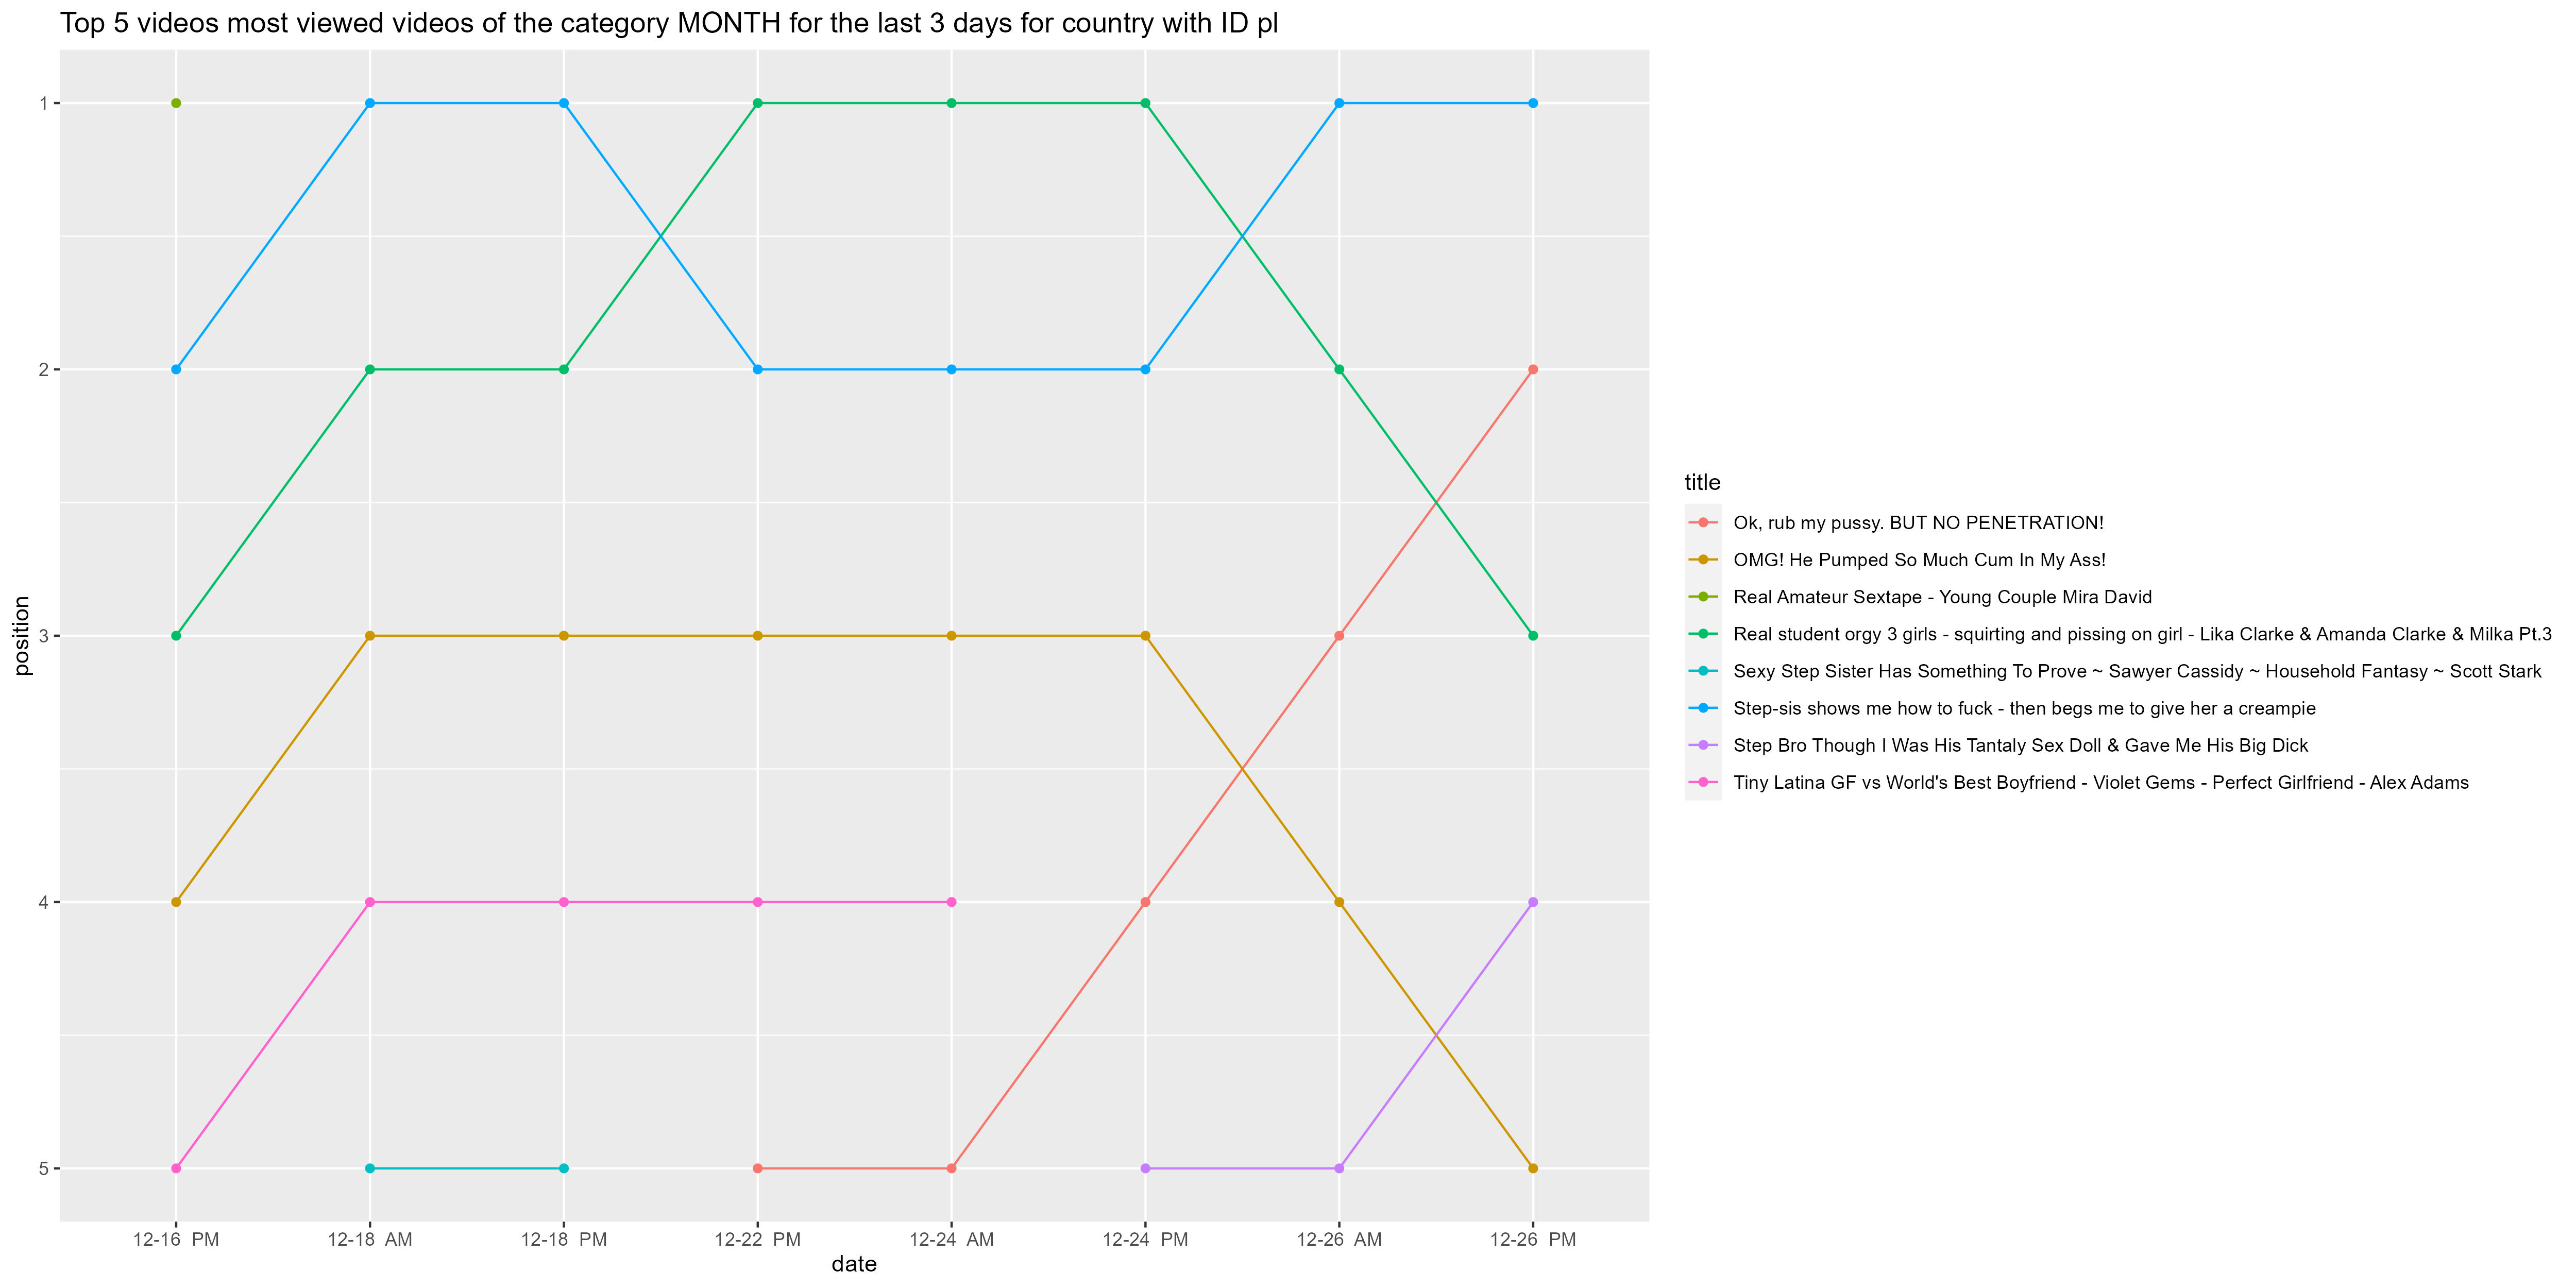 Top 5 videos most viewed videos of the category MONTH for the last 3 days for country with ID pl
position
1
2
3
4
5
12-16 PM
12-18 AM
12-18 PM
12-22 PM
12-24 AM
12-24 PM
12-26 AM
12-26 PM
date
title
Ok, rub my pussy. BUT NO PENETRATION!
OMG! He Pumped So Much Cum In My Ass!
Real Amateur Sextape - Young Couple Mira David
Real student orgy 3 girls - squirting and pissing on girl - Lika Clarke & Amanda Clarke & Milka Pt.3
Sexy Step Sister Has Something To Prove ~ Sawyer Cassidy ~ Household Fantasy ~ Scott Stark
Step-sis shows me how to fuck - then begs me to give her a creampie
Step Bro Though I Was His Tantaly Sex Doll & Gave Me His Big Dick
Tiny Latina GF vs World's Best Boyfriend - Violet Gems - Perfect Girlfriend - Alex Adams